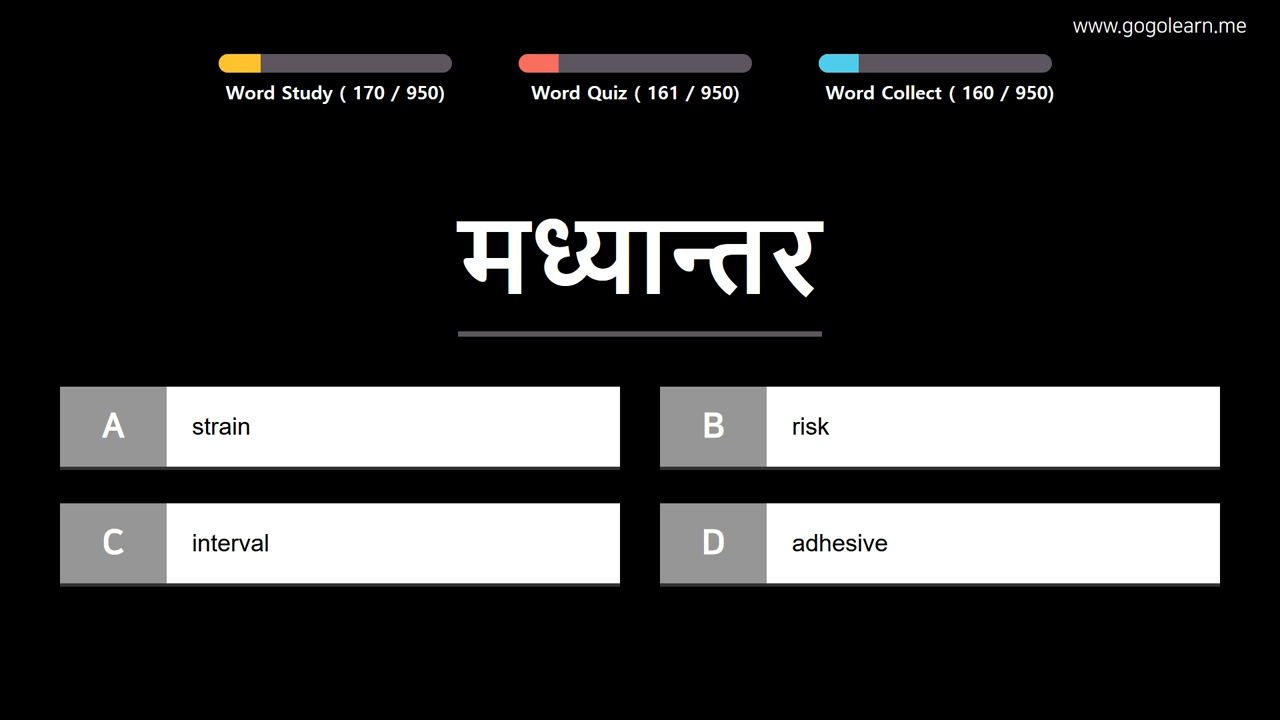 www.gogolearn.me
Word Study ( 170 / 950)
Word Quiz ( 161 / 950)
Word Collect ( 160 / 950)
मध्यान्तर
A strain
B risk
C interval
D adhesive